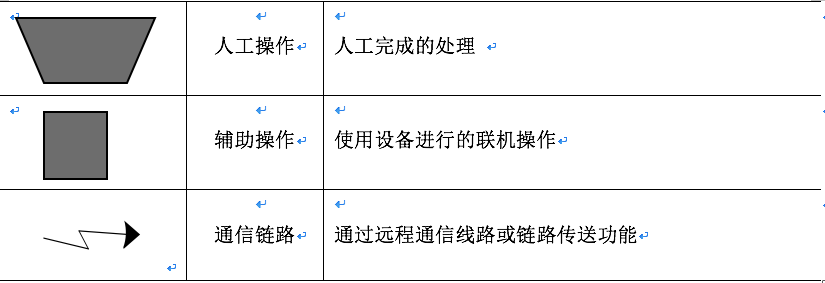 人工操作
人工完成的处理
辅助操作
使用设备进行的联机操作
通信链路
通过远程通信线路或链路传送功能